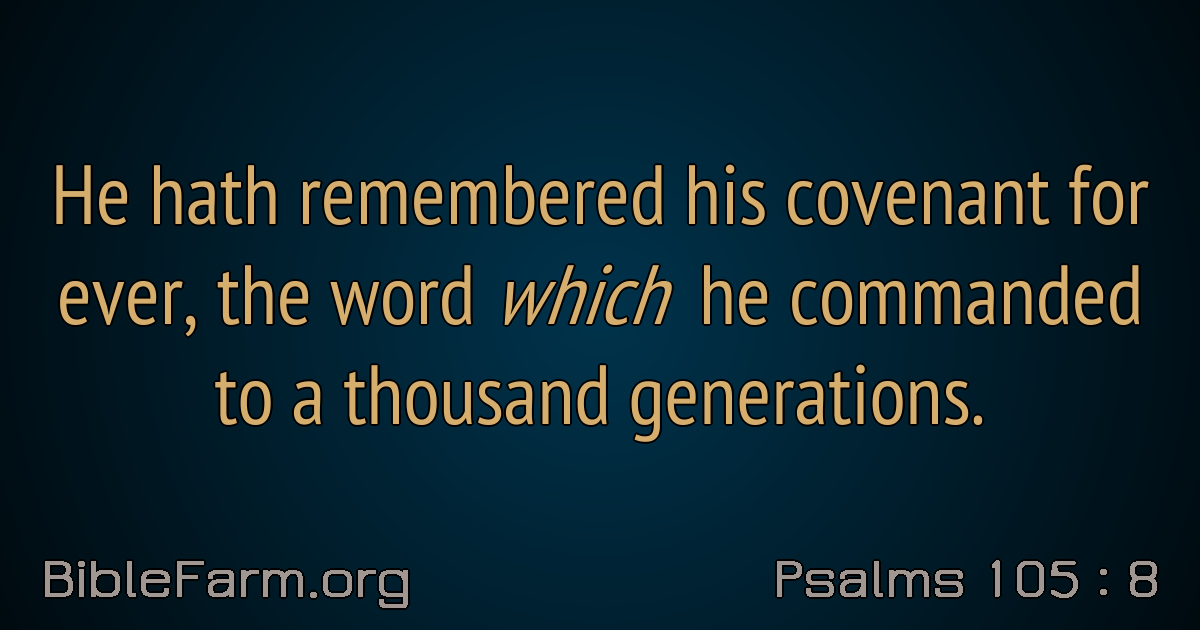 He hath remembered his covenant for
ever, the word which he commanded
to a thousand generations.
BibleFarm.org
Psalms 105 : 8